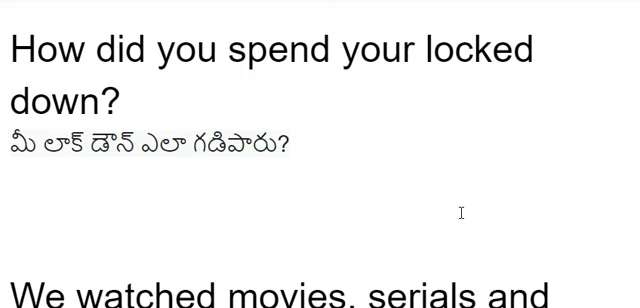 How did you spend your locked
down?
మీ లాక్ డౌన్ ఎలా గడిపారు?
We watched movies, serials and